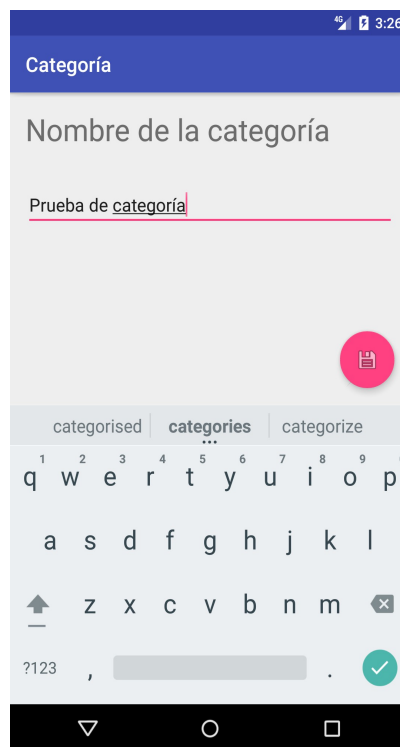 4G 3:26
Categoría
Nombre de la categoría
Prueba de categoría
categorised categories categorize
1 2 3 4 5 6 7 8 9
q w e r t y u i o p
a s d f g h j k l
z x c v b n m
?123 , .